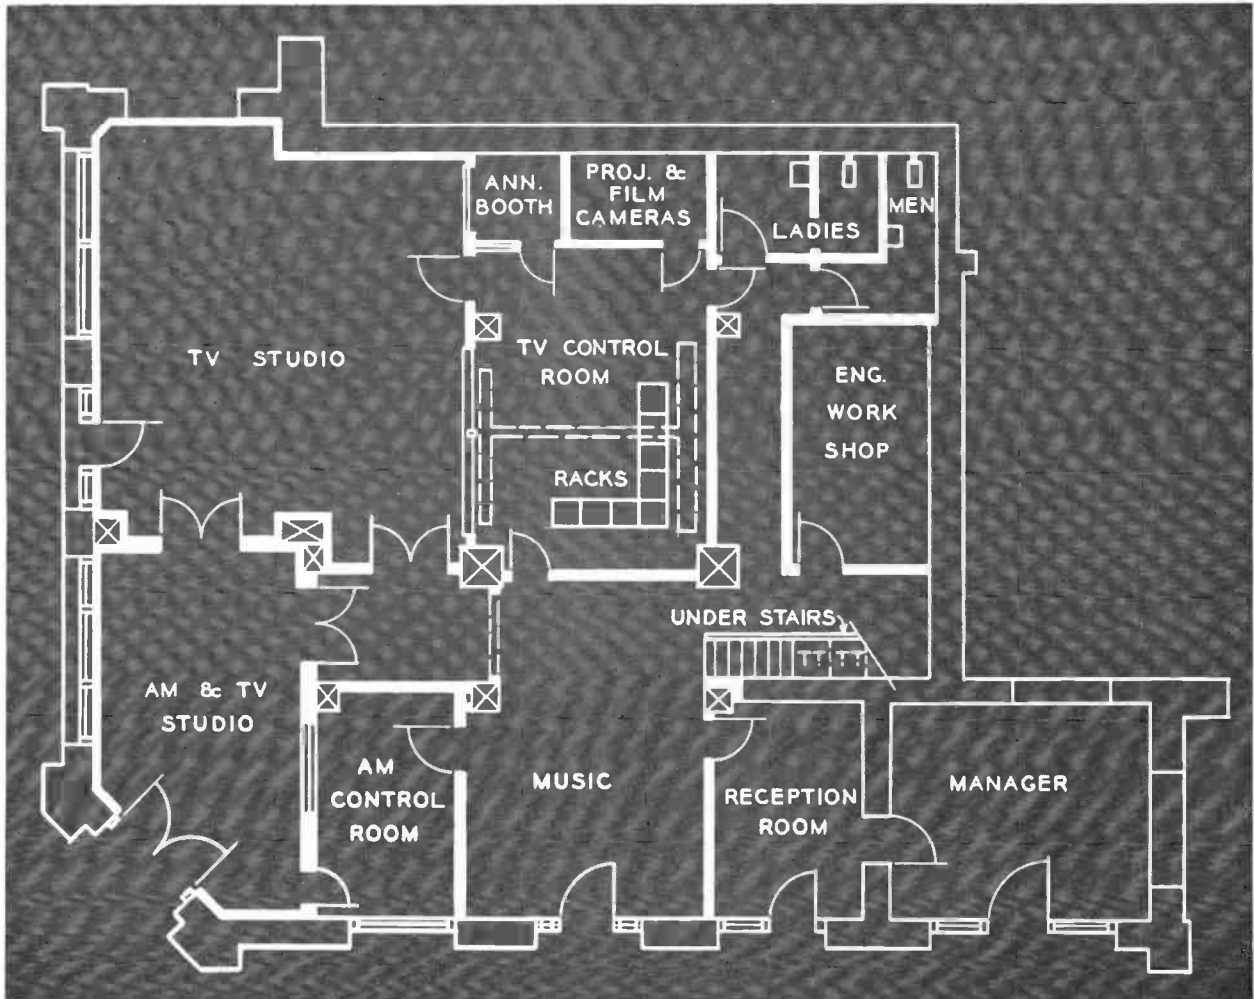 ANN.
BOOTH
PROJ. &
FILM
CAMERAS
LADIES
MEN
TV STUDIO
TV CONTROL
ROOM
ENG.
WORK
SHOP
RACKS
UNDER STAIRS
AM & TV
STUDIO
AM
CONTROL
ROOM
MUSIC
RECEPTION
ROOM
MANAGER